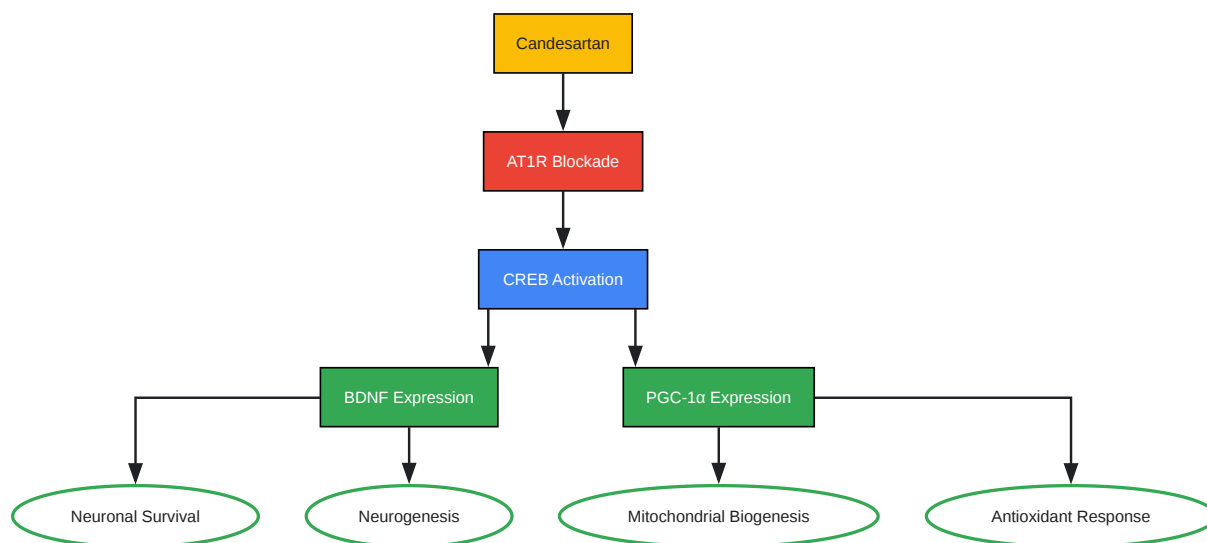 Candesartan
AT1R Blockade
CREB Activation
BDNF Expression
PGC-1α Expression
Neuronal Survival
Neurogenesis
Mitochondrial Biogenesis
Antioxidant Response